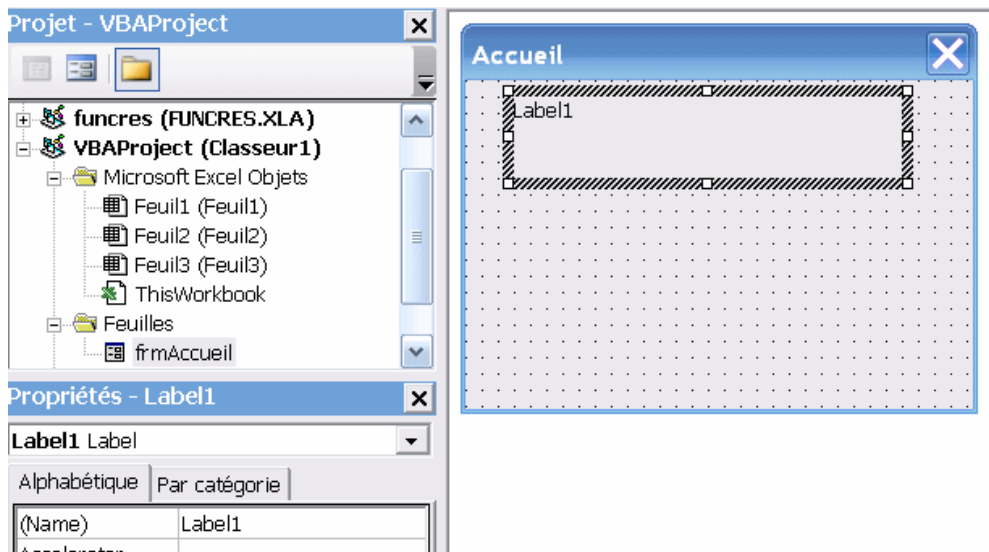 Projet - VBAProject
funcres (FUNCRES.XLA)
VBAProject (Classeur1)
Microsoft Excel Objets
Feuil1 (Feuil1)
Feuil2 (Feuil2)
Feuil3 (Feuil3)
ThisWorkbook
Feuilles
frmAccueil
Propriétés - Label1
Label1 Label
Alphabétique Par catégorie
(Name) Label1
Accelerator
Accueil
Label1